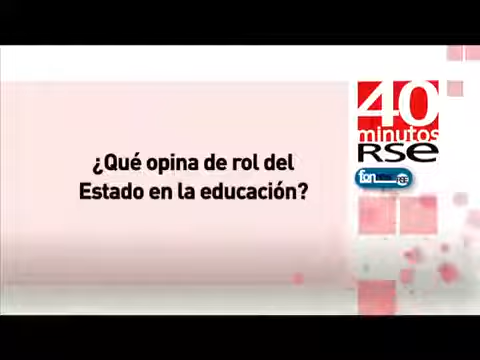 ¿Qué opina de rol del
Estado en la educación?
40
minutos
RSe